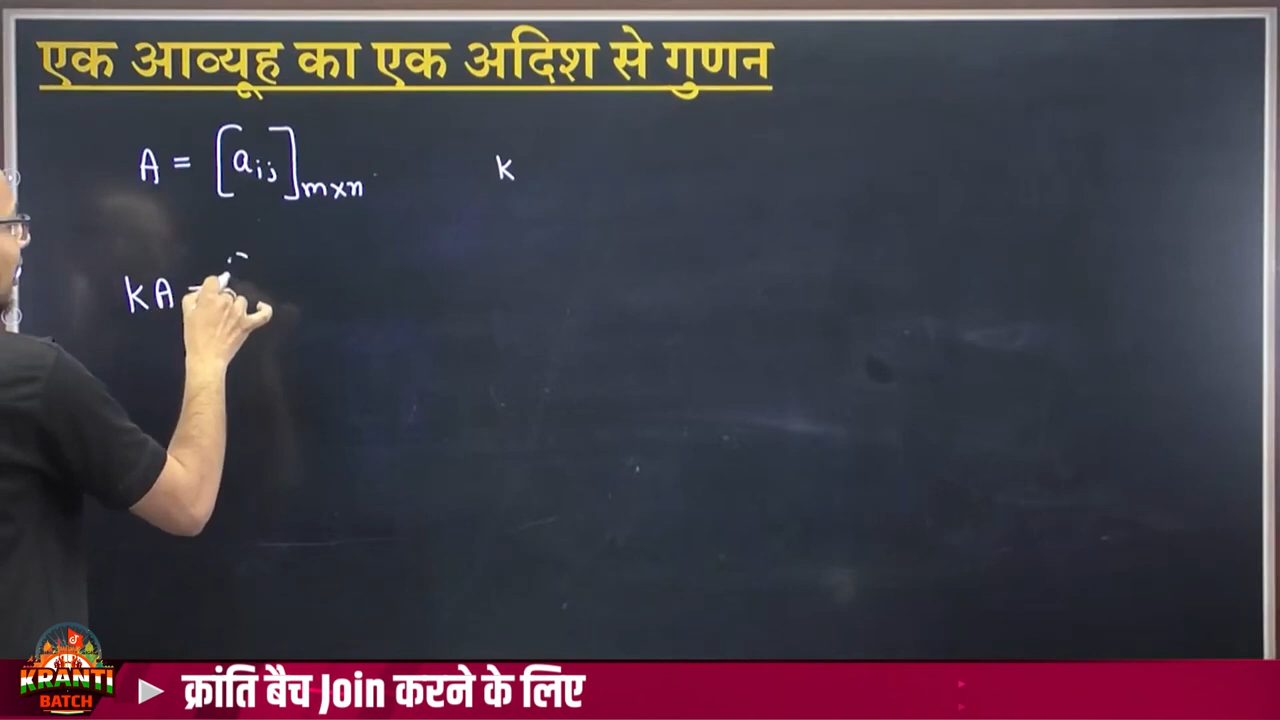 एक आव्यूह का एक अदिश से गुणन
A = [aij]m×n K
KA =
KRANTI
BATCH
क्रांति बैच Join करने के लिए